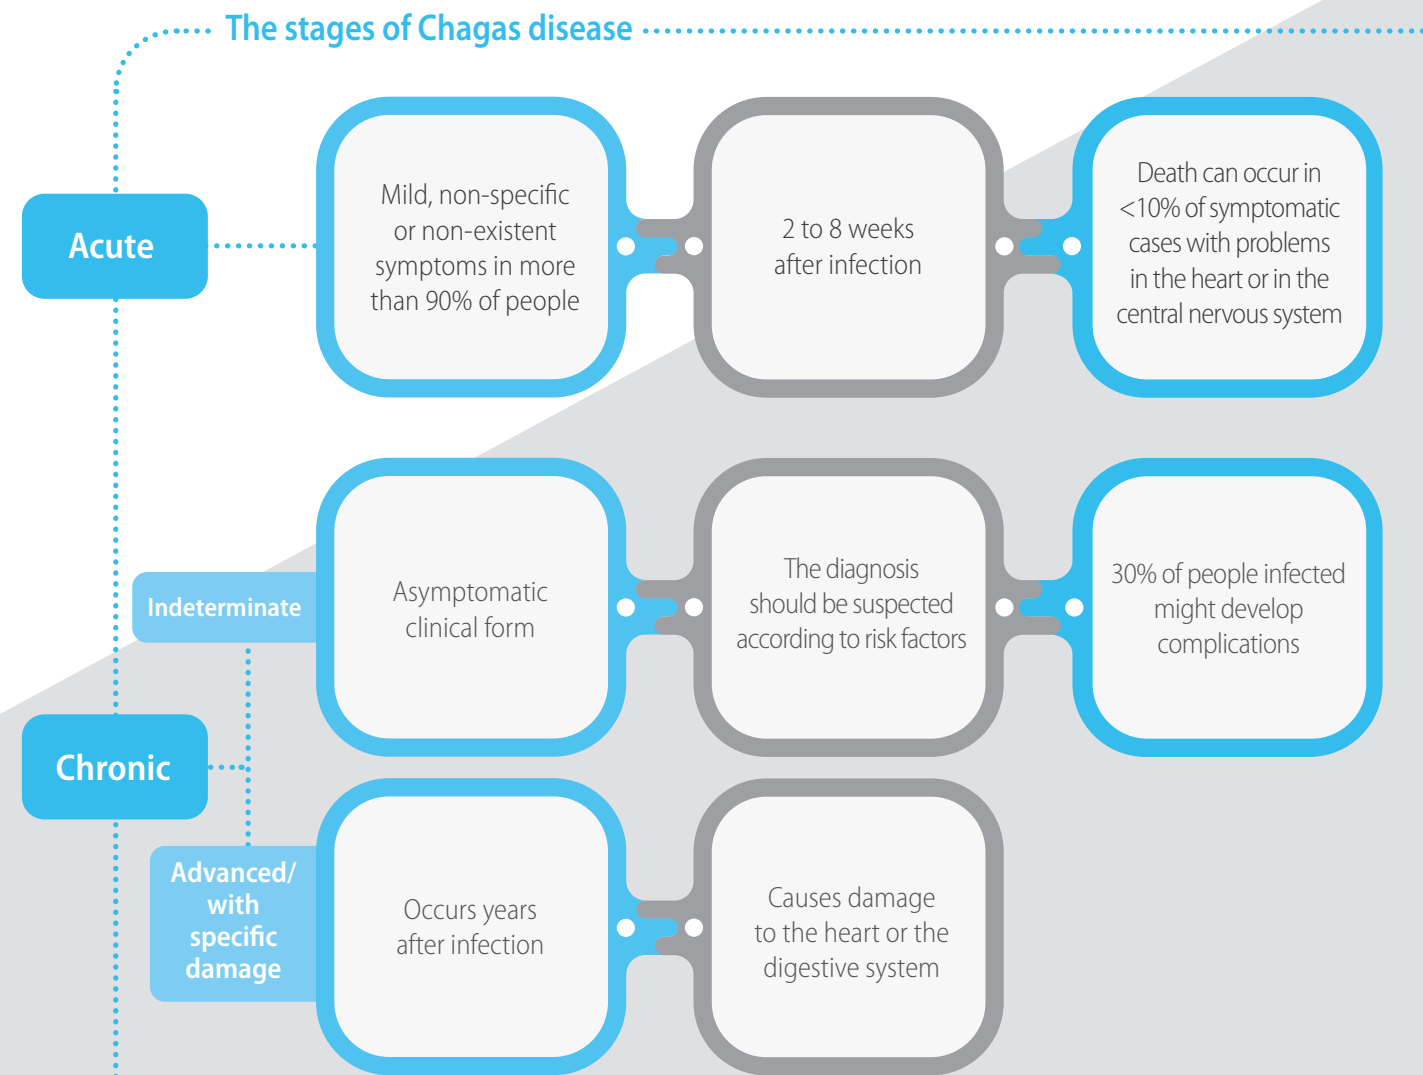 The stages of Chagas disease
Acute
Mild, non-specific
or non-existent
symptoms in more
than 90% of people
2 to 8 weeks
after infection
Death can occur in
<10% of symptomatic
cases with problems
in the heart or in the
central nervous system
Chronic
Indeterminate
Asymptomatic
clinical form
The diagnosis
should be suspected
according to risk factors
30% of people infected
might develop
complications
Advanced/
with
specific
damage
Occurs years
after infection
Causes damage
to the heart or the
digestive system